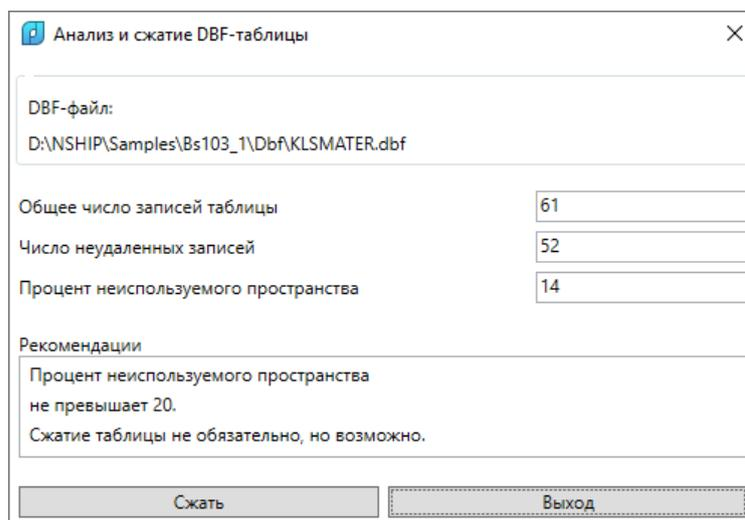 Анализ и сжатие DBF-таблицы
DBF-файл:
D:\NSHIP\Samples\Bs103_1\Dbf\KLSMATER.dbf
Общее число записей таблицы 61
Число неудаленных записей 52
Процент неиспользуемого пространства 14
Рекомендации
Процент неиспользуемого пространства
не превышает 20.
Сжатие таблицы не обязательно, но возможно.
Сжать Выход